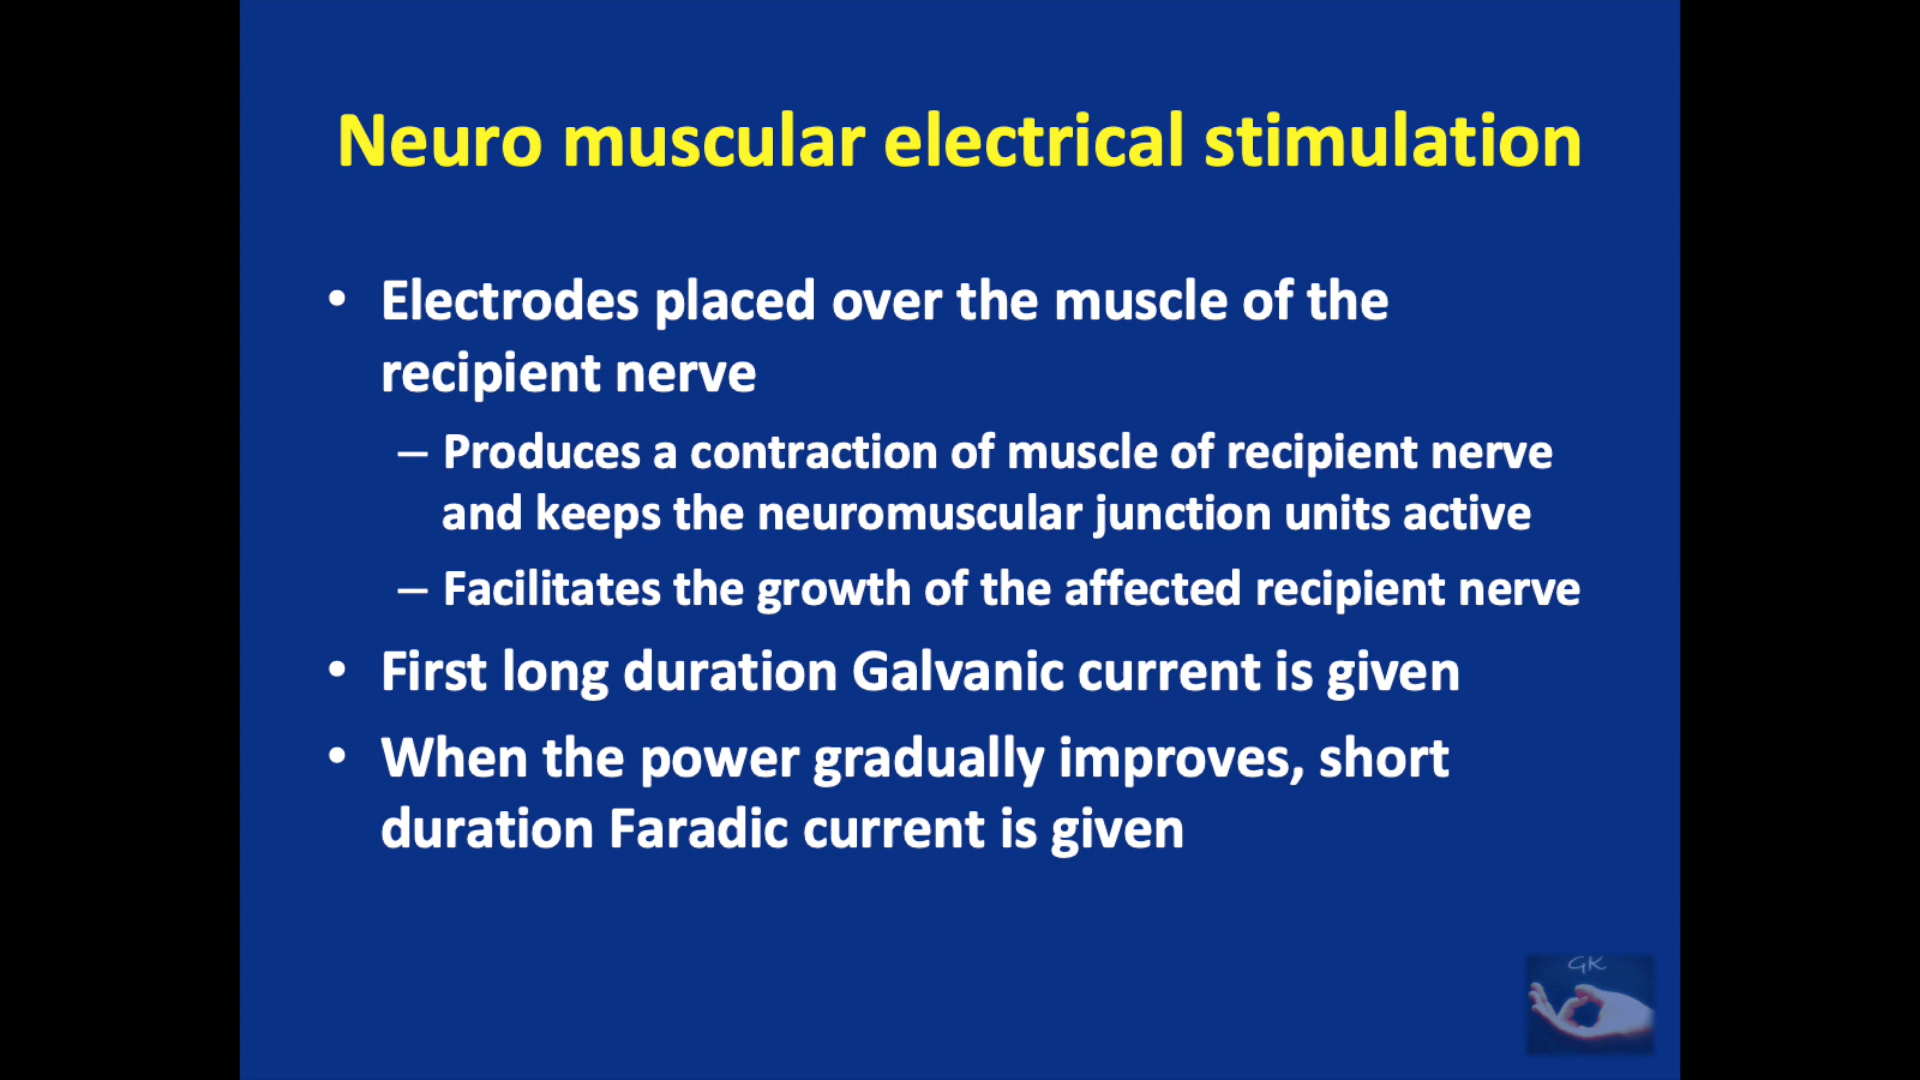 Neuro muscular electrical stimulation
• Electrodes placed over the muscle of the
recipient nerve
– Produces a contraction of muscle of recipient nerve
and keeps the neuromuscular junction units active
– Facilitates the growth of the affected recipient nerve
• First long duration Galvanic current is given
• When the power gradually improves, short
duration Faradic current is given
GK